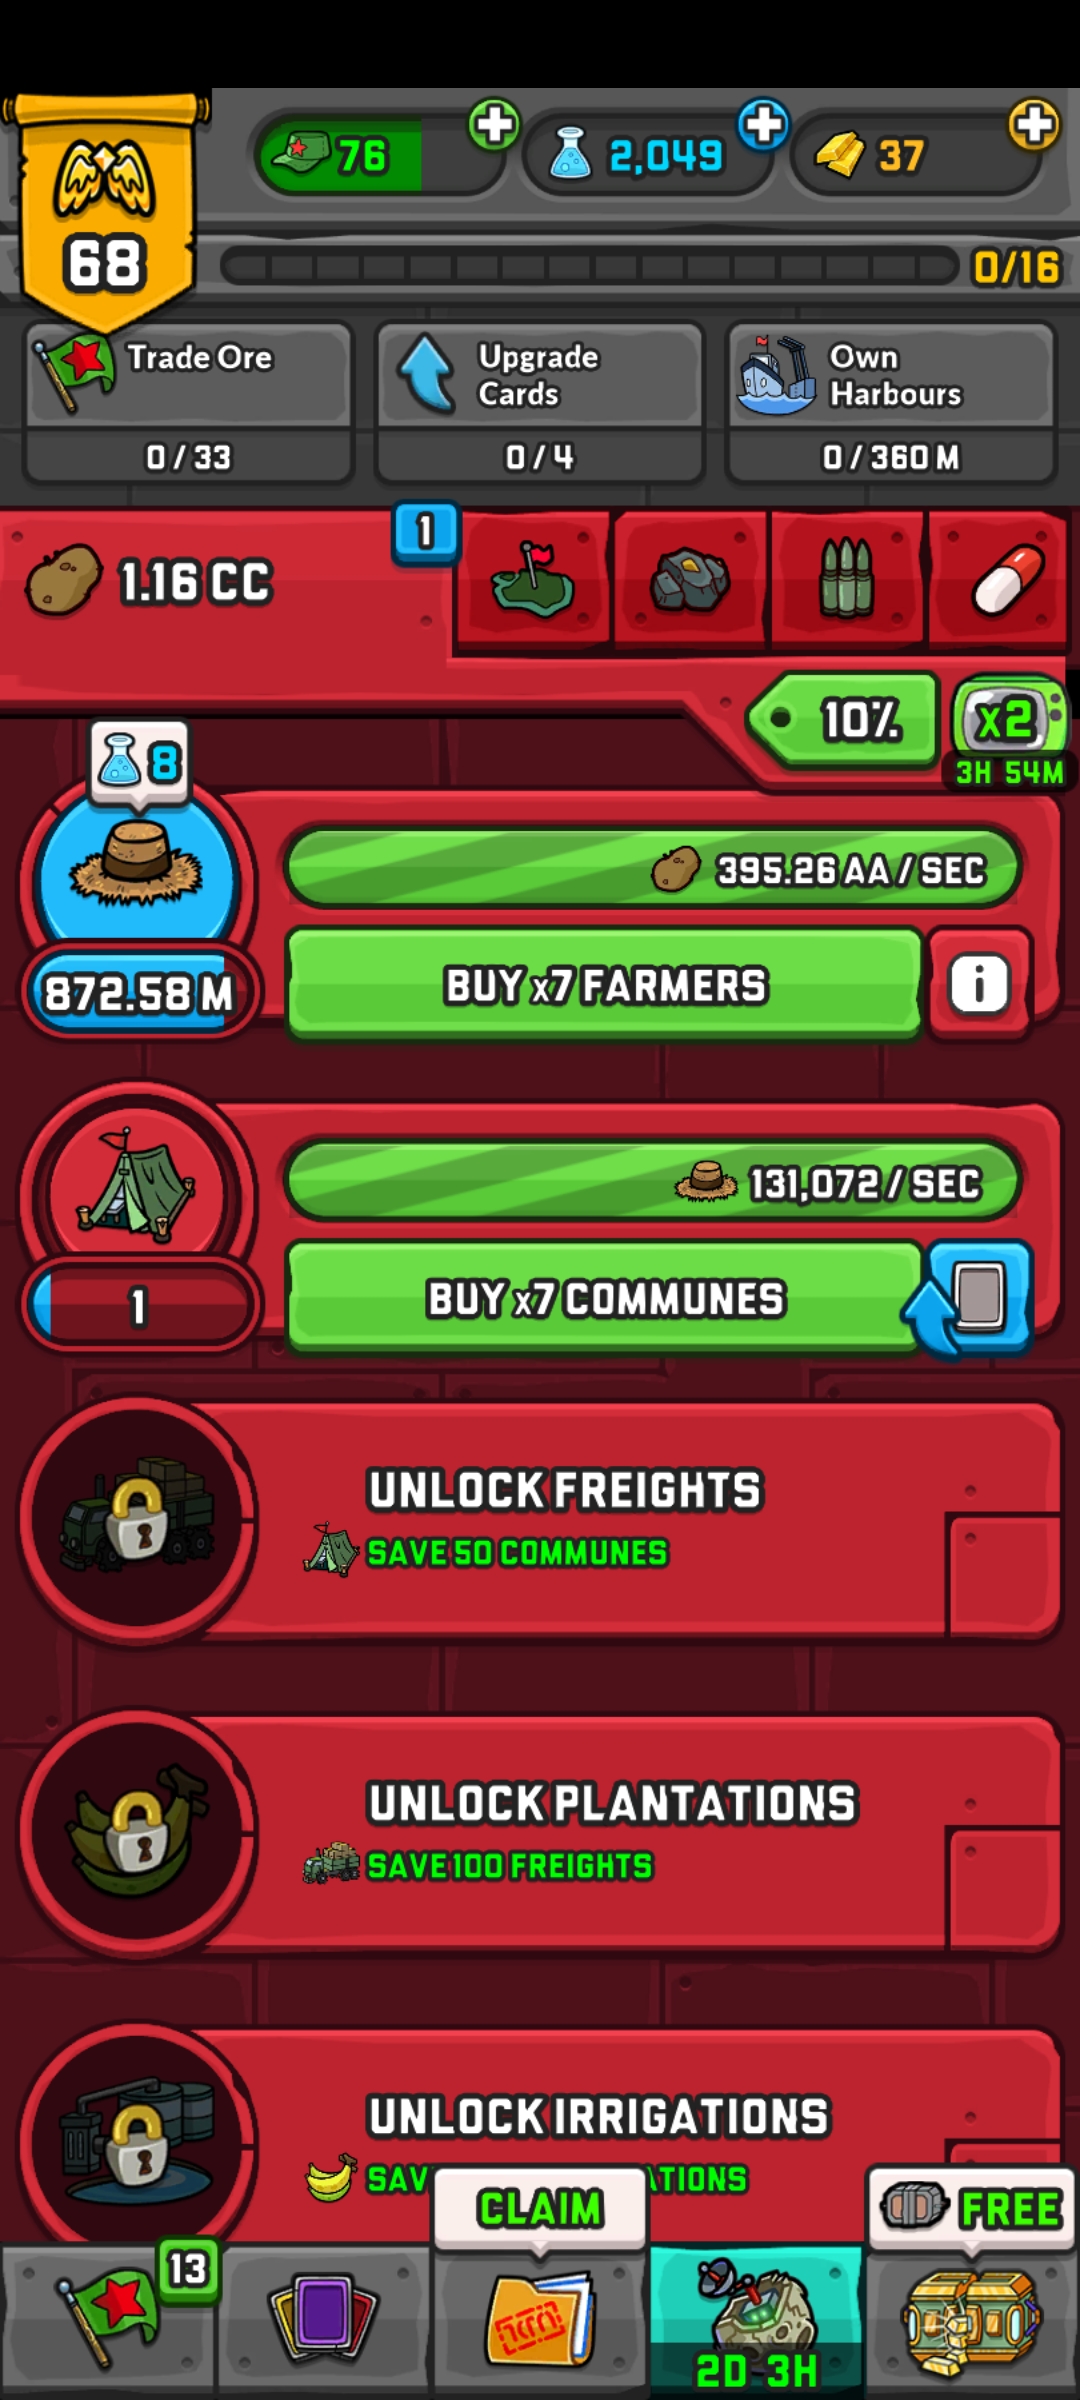 76
2,049
37
68
0/16
Trade Ore
0/33
Upgrade
Cards
0/4
Own
Harbours
0/360 M
1.16 CC
1
10%
x2
3H 54M
8
395.26 AA / SEC
872.58 M
BUY x7 FARMERS
i
131,072 / SEC
1
BUY x7 COMMUNES
UNLOCK FREIGHTS
SAVE 50 COMMUNES
UNLOCK PLANTATIONS
SAVE 100 FREIGHTS
UNLOCK IRRIGATIONS
CLAIM
FREE
13
2D 3H